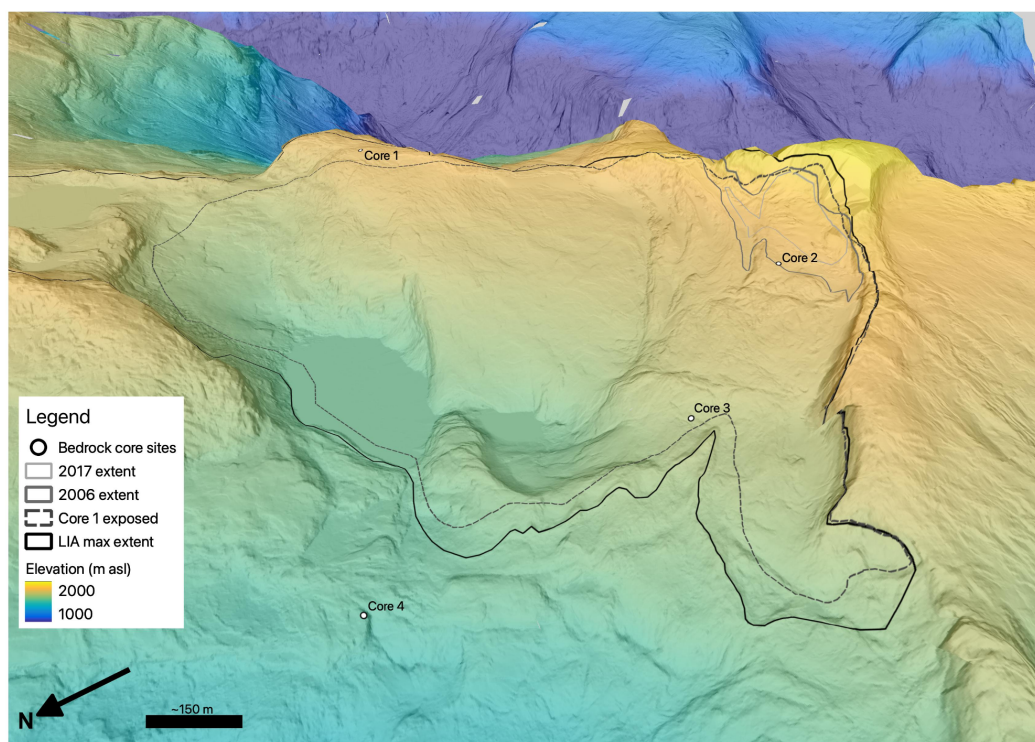 Core 1
Core 2
Core 3
Legend
Bedrock core sites
2017 extent
2006 extent
Core 1 exposed
LIA max extent
Elevation (m asl)
2000
1000
Core 4
N
~150 m